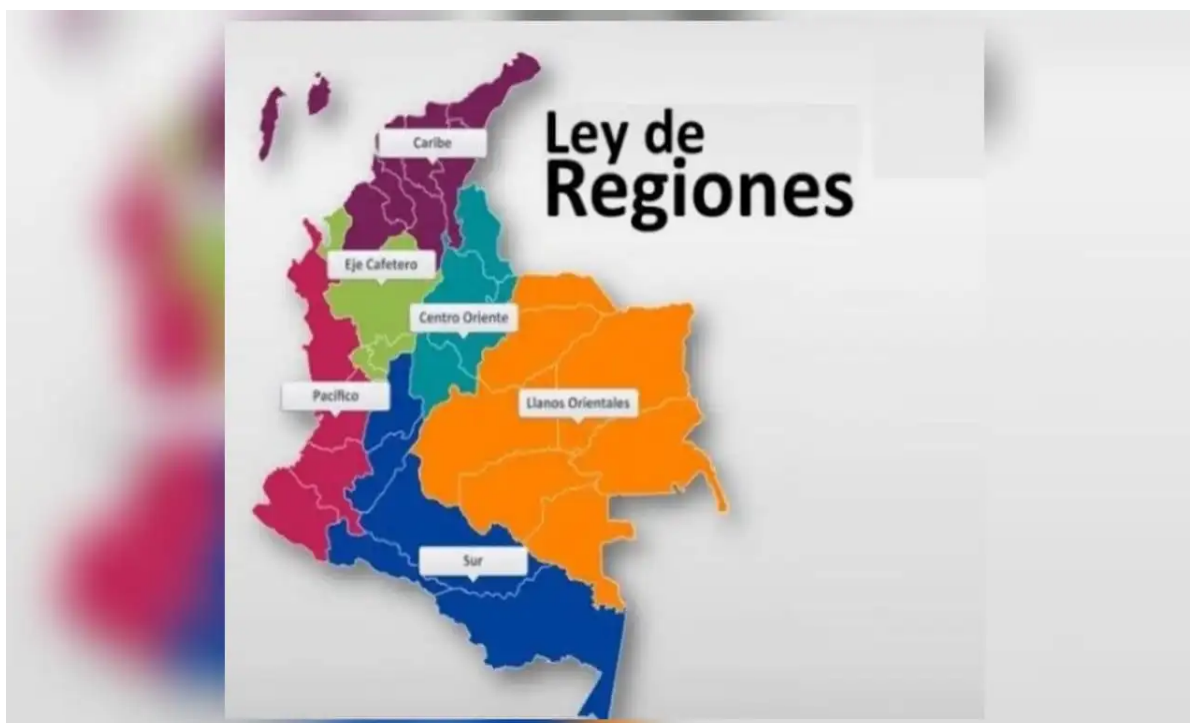 Ley de
Regiones
Caribe
Eje Cafetero
Centro Oriente
Pacífico
Llanos Orientales
Sur